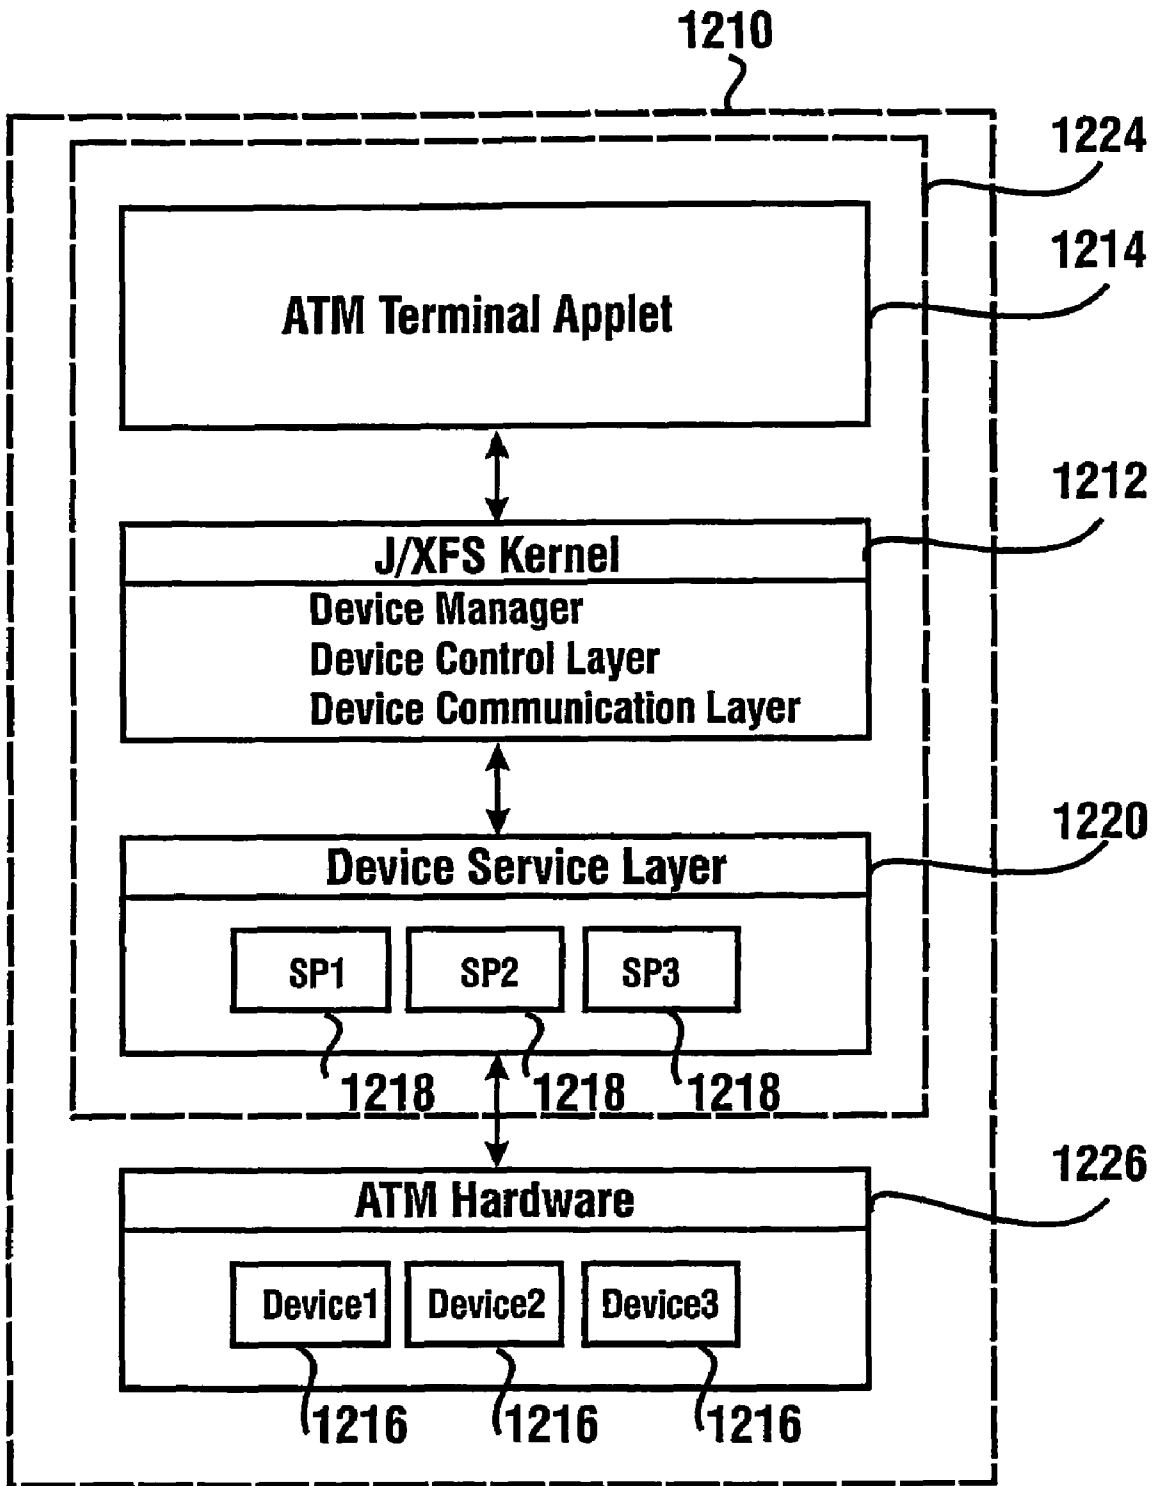 1210
1224
1214
ATM Terminal Applet
1212
J/XFS Kernel
Device Manager
Device Control Layer
Device Communication Layer
1220
Device Service Layer
SP1 SP2 SP3
1218 1218 1218
1226
ATM Hardware
Device1 Device2 Device3
1216 1216 1216